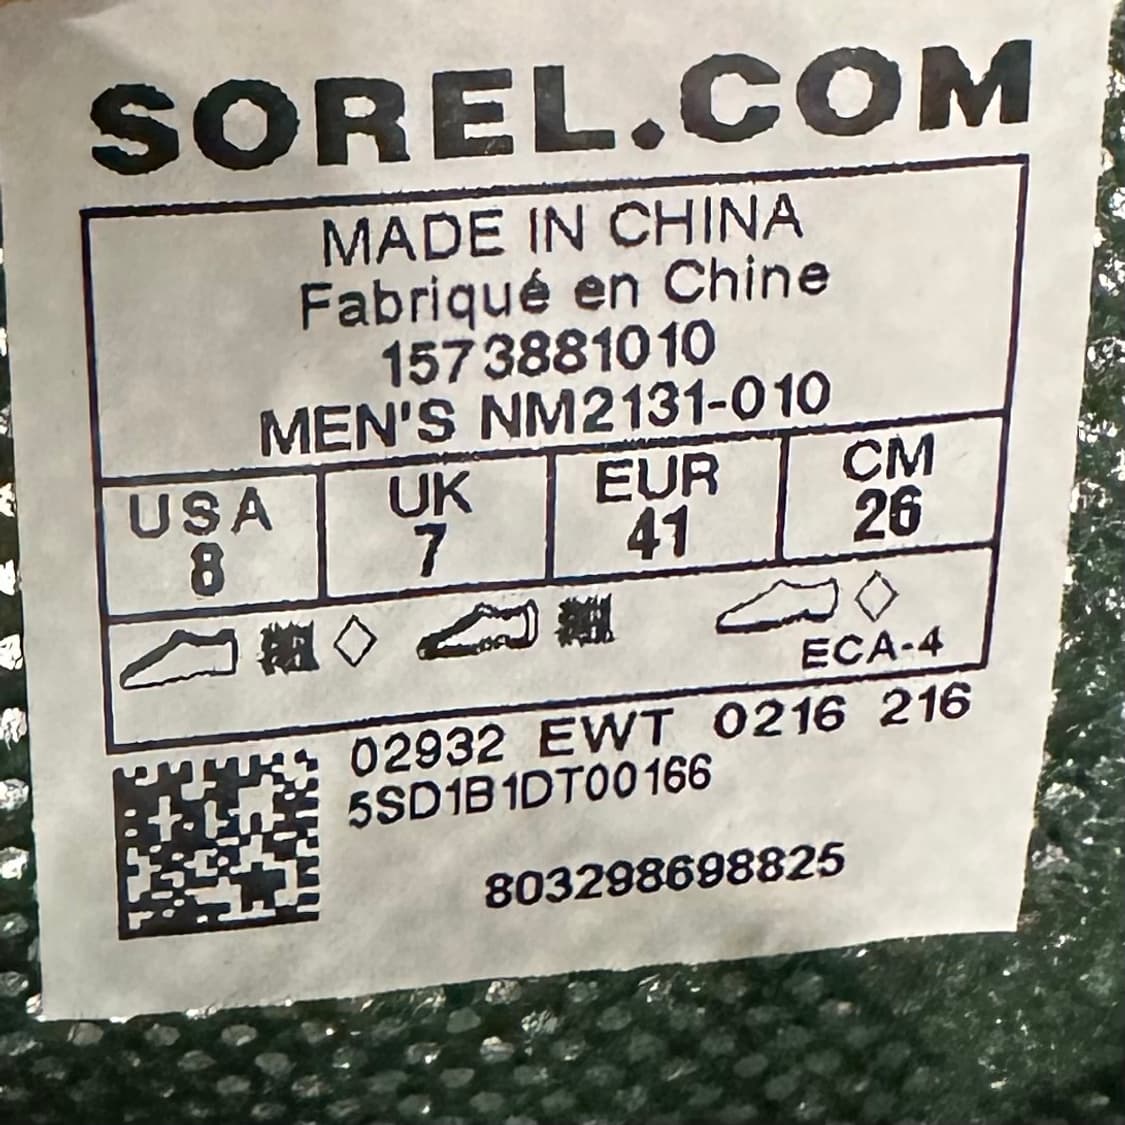 SOREL.COM
MADE IN CHINA
Fabriqué en Chine
1573881010
MEN'S NM2131-010
USA UK EUR CM
8 7 41 26
ECA-4
02932 EWT 0216 216
5SD1B1DT00166
803298698825